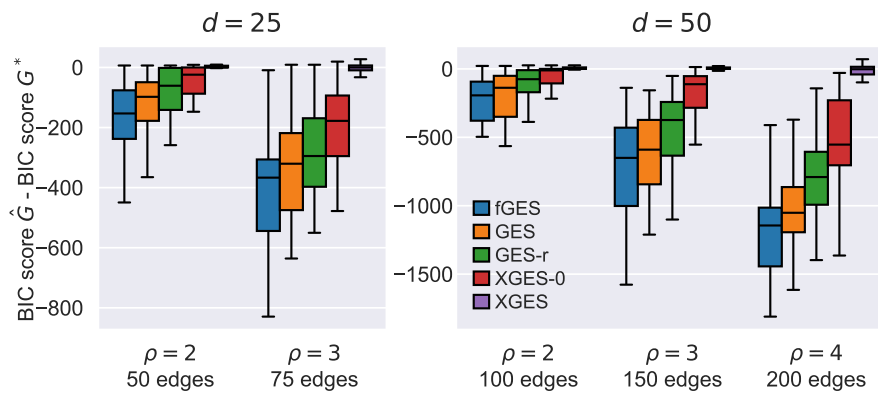 d = 25
d = 50
BIC score Ĝ - BIC score G*
0
−200
−400
−600
−800
0
−500
−1000
−1500
fGES
GES
GES-r
XGES-0
XGES
ρ = 2
50 edges
ρ = 3
75 edges
ρ = 2
100 edges
ρ = 3
150 edges
ρ = 4
200 edges